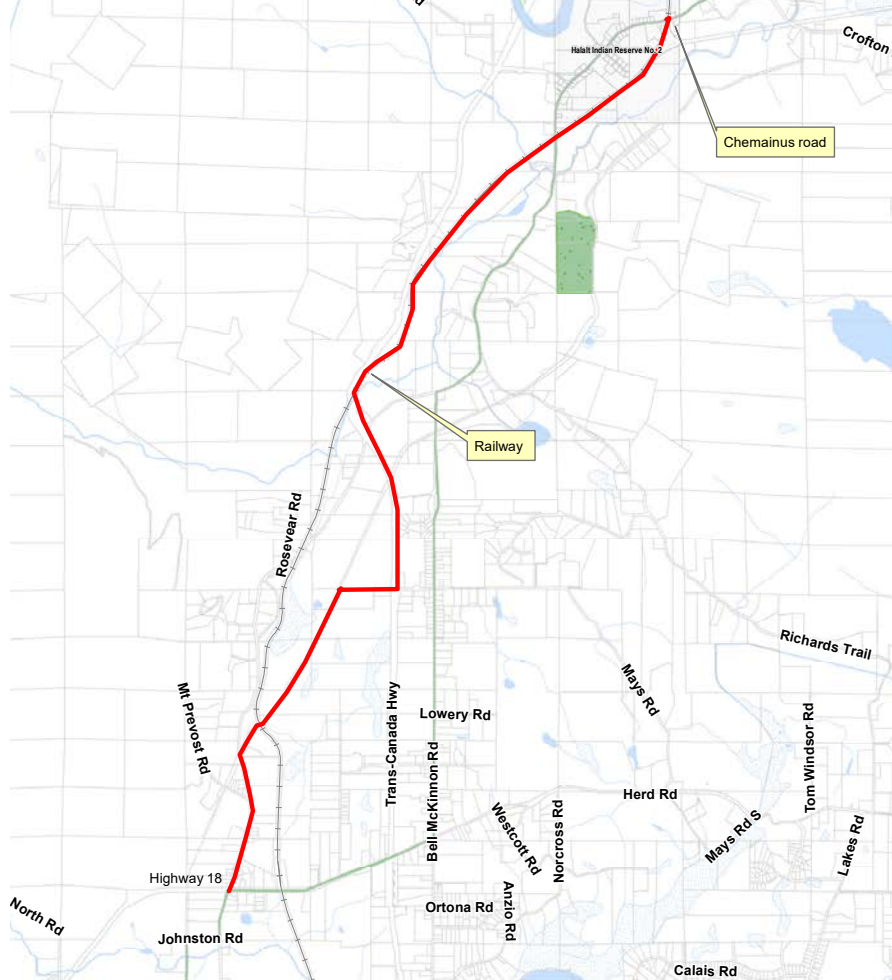 Crofton
Halalt Indian Reserve No. 2
Chemainus road
Railway
Rosevear Rd
Richards Trail
Mays Rd
Mt Prevost Rd
Trans-Canada Hwy
Lowery Rd
Tom Windsor Rd
Bell McKinnon Rd
Herd Rd
Westcott Rd
Norcross Rd
Mays Rd S
Lakes Rd
Highway 18
Anzio Rd
Ortona Rd
North Rd
Johnston Rd
Calais Rd